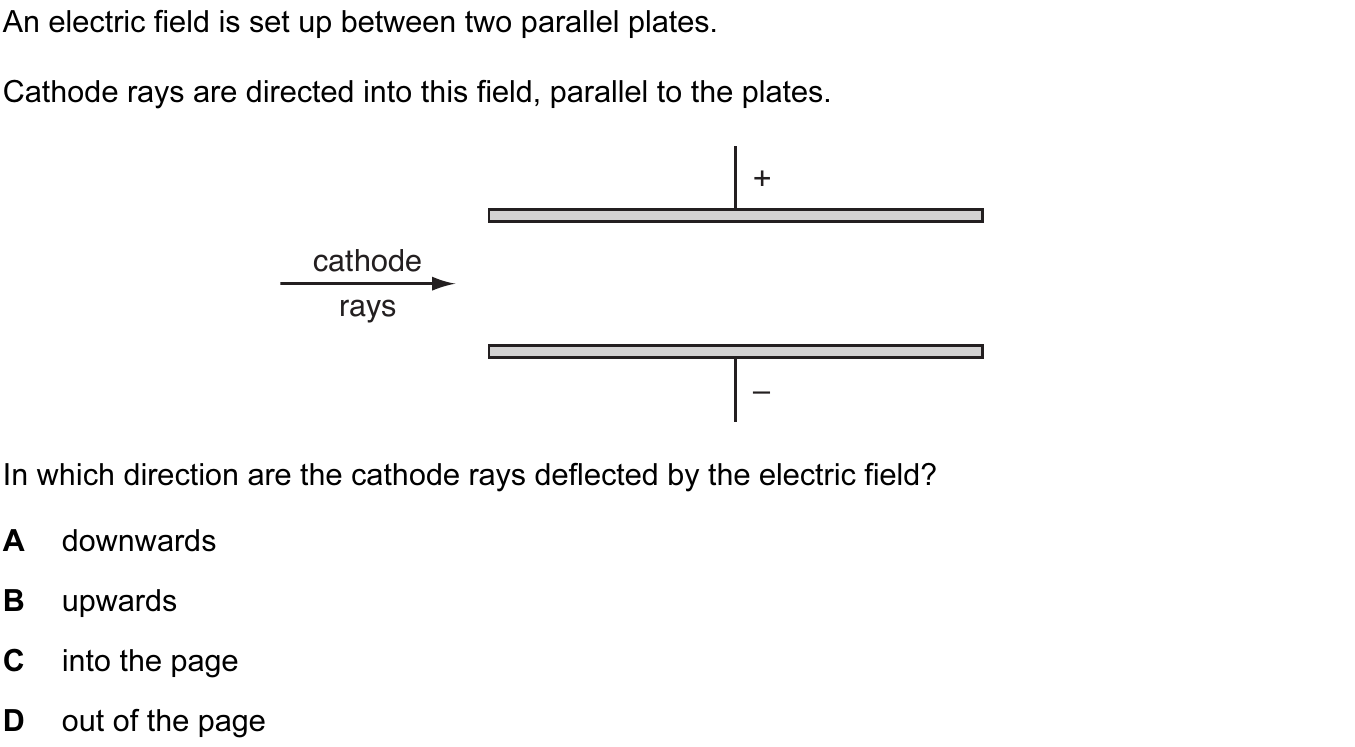 An electric field is set up between two parallel plates.
Cathode rays are directed into this field, parallel to the plates.
+
cathode
rays
–
In which direction are the cathode rays deflected by the electric field?
A downwards
B upwards
C into the page
D out of the page